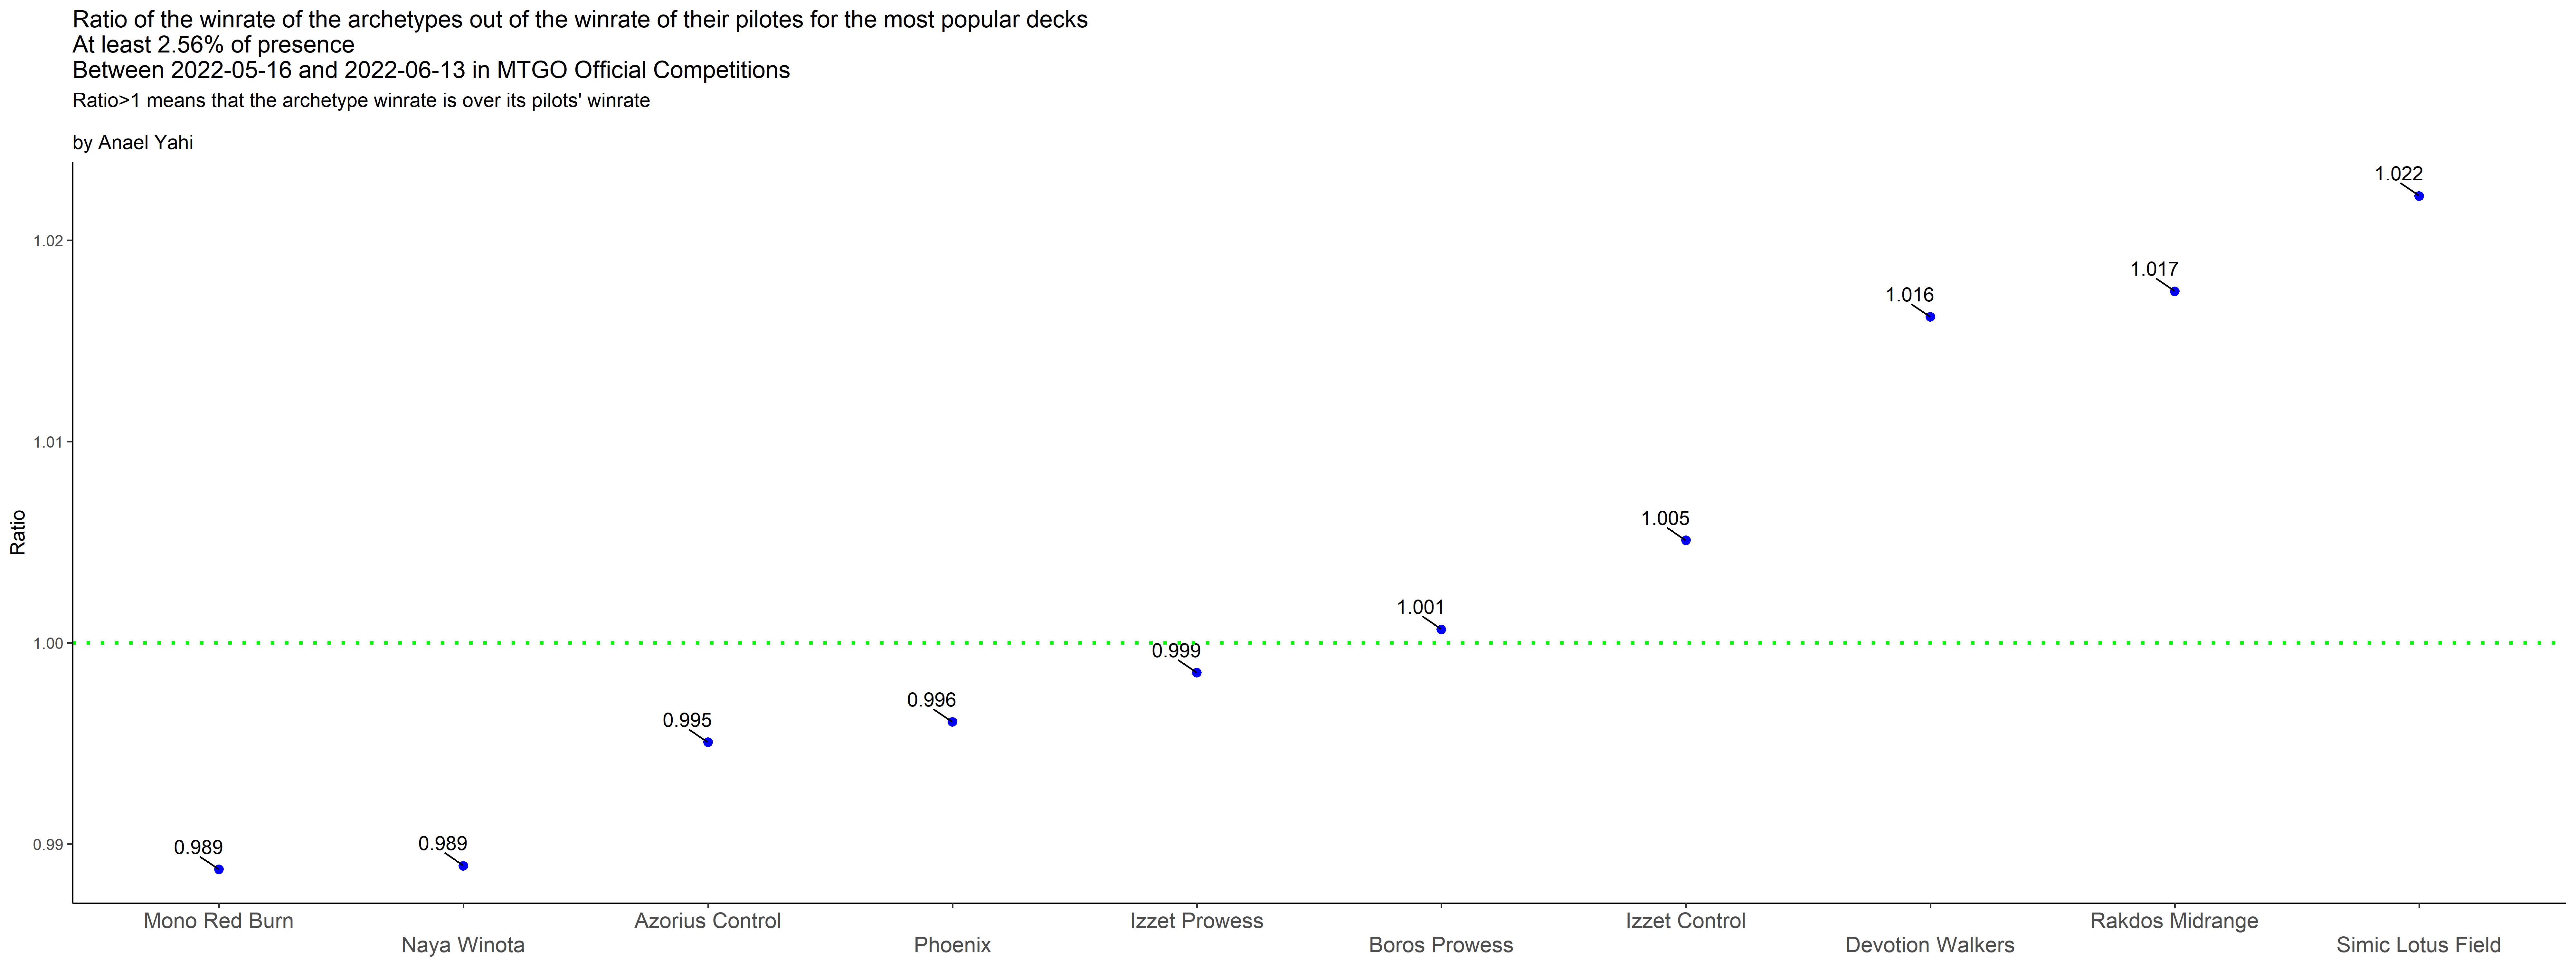 Ratio of the winrate of the archetypes out of the winrate of their pilotes for the most popular decks
At least 2.56% of presence
Between 2022-05-16 and 2022-06-13 in MTGO Official Competitions
Ratio>1 means that the archetype winrate is over its pilots' winrate
by Anael Yahi
1.022
1.02
1.017
1.016
1.01
Ratio
1.005
1.001
1.00
0.999
0.996
0.995
0.99
0.989
0.989
Mono Red Burn
Naya Winota
Azorius Control
Phoenix
Izzet Prowess
Boros Prowess
Izzet Control
Devotion Walkers
Rakdos Midrange
Simic Lotus Field